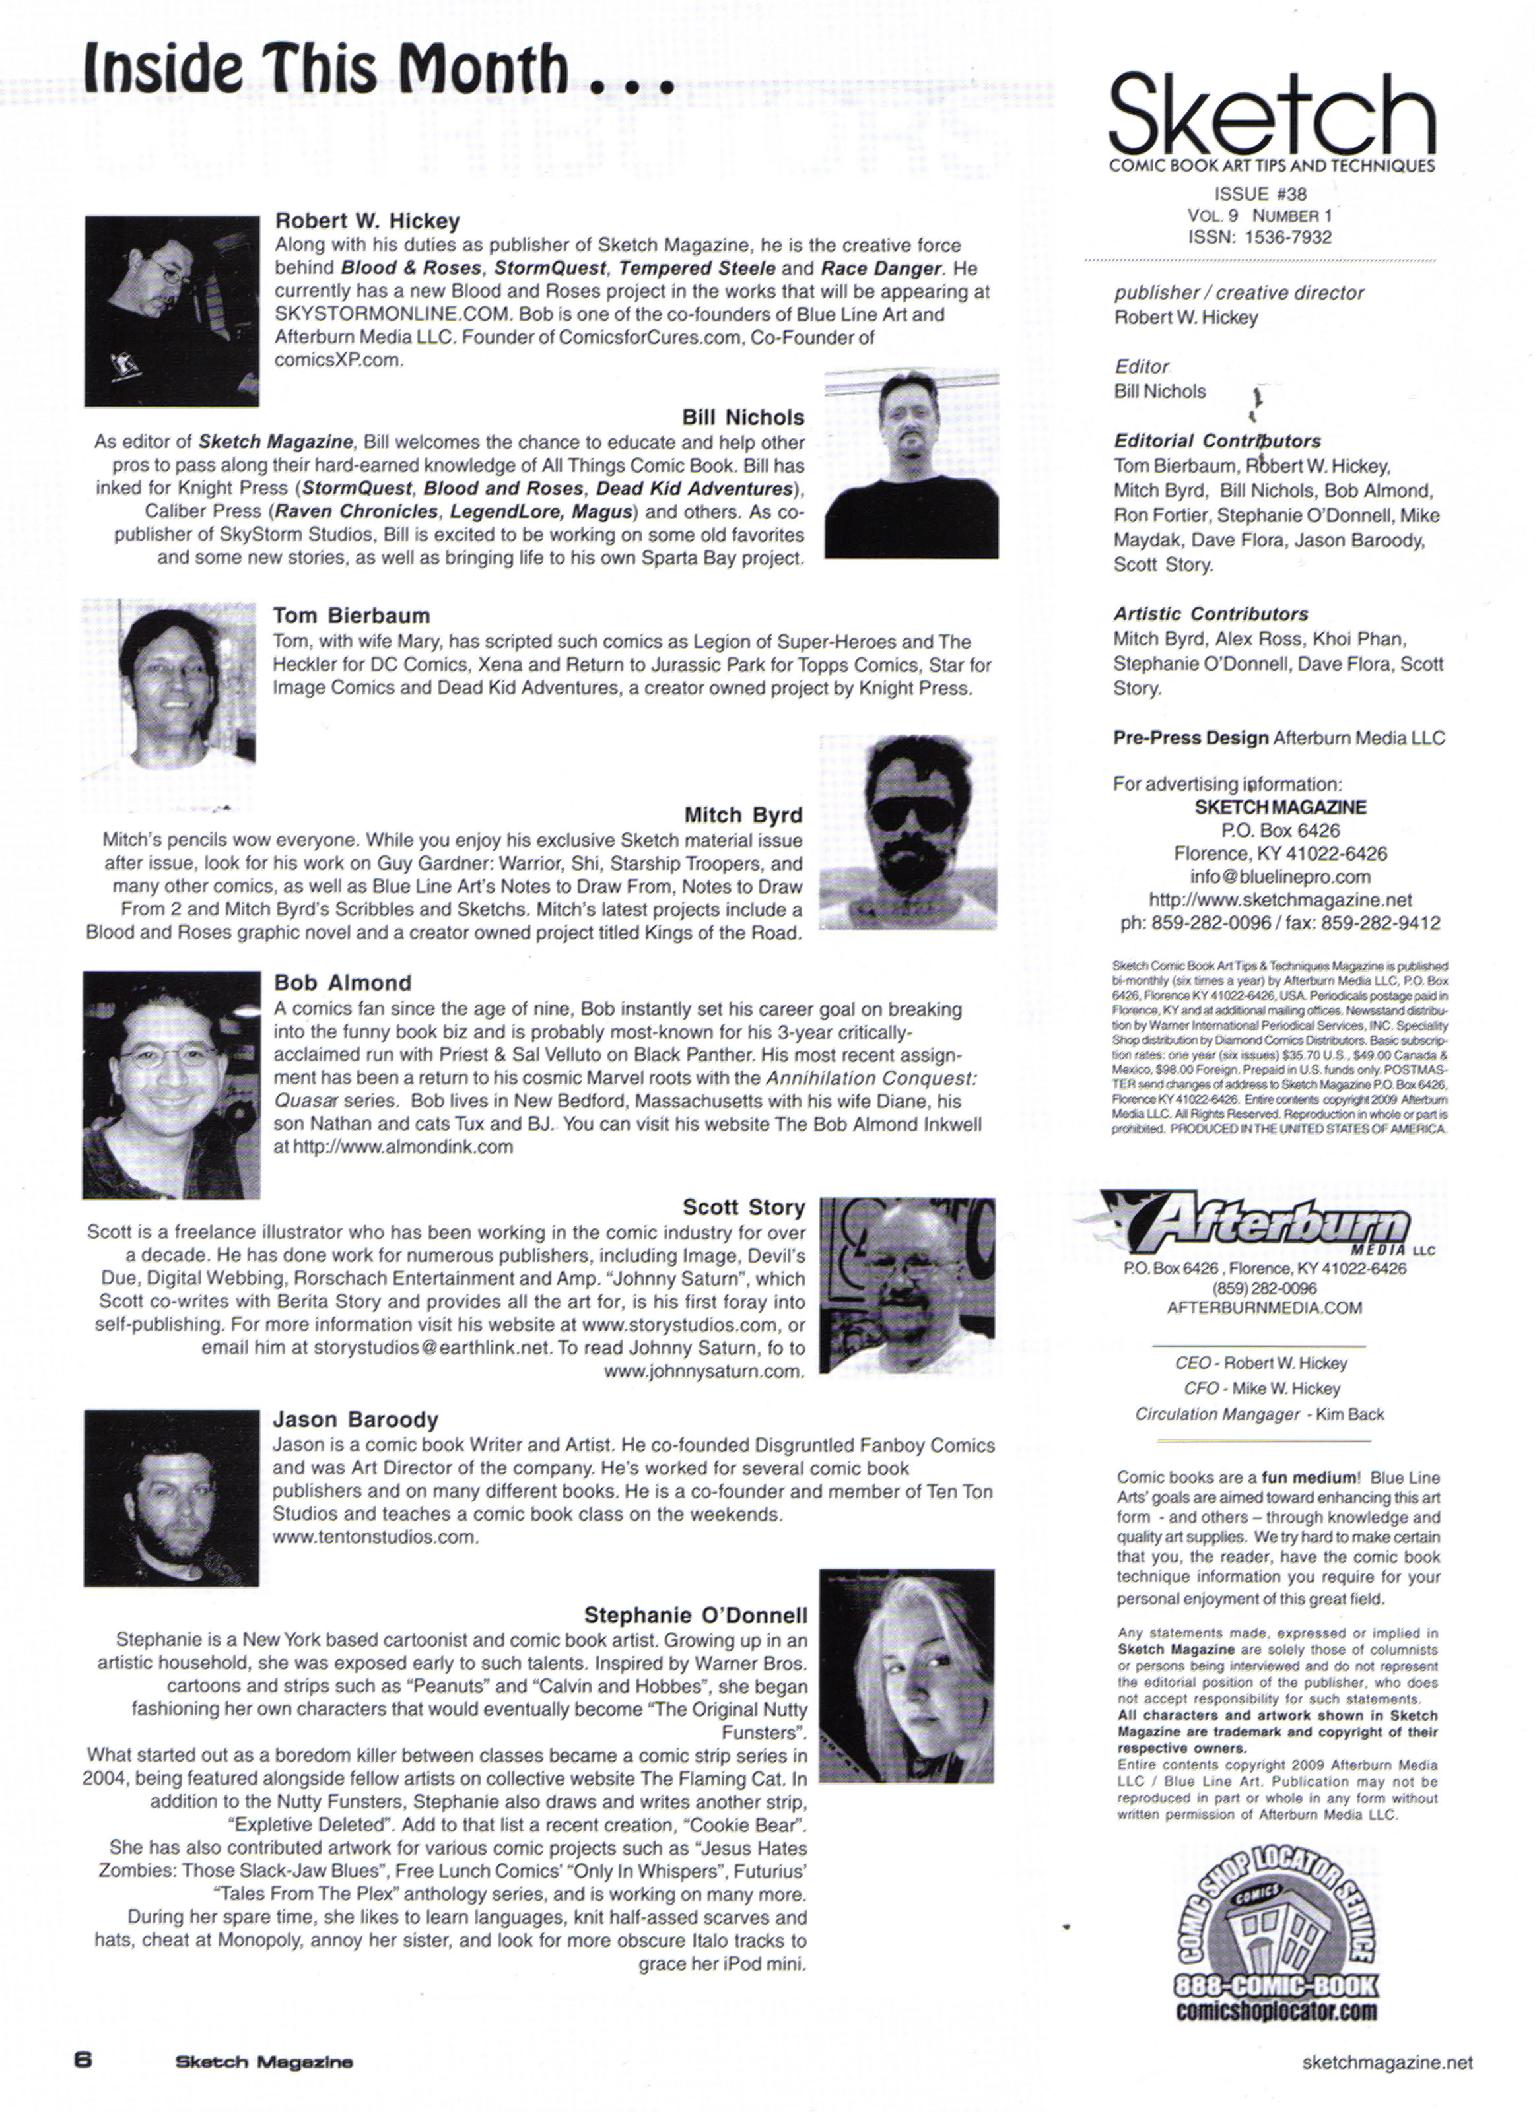 Inside This Month . . .
Robert W. Hickey
Along with his duties as publisher of Sketch Magazine, he is the creative force
behind Blood & Roses, StormQuest, Tempered Steele and Race Danger. He
currently has a new Blood and Roses project in the works that will be appearing at
SKYSTORMONLINE.COM. Bob is one of the co-founders of Blue Line Art and
Afterburn Media LLC. Founder of ComicsforCures.com, Co-Founder of
comicsXP.com.
Bill Nichols
As editor of Sketch Magazine, Bill welcomes the chance to educate and help other
pros to pass along their hard-earned knowledge of All Things Comic Book. Bill has
inked for Knight Press (StormQuest, Blood and Roses, Dead Kid Adventures),
Caliber Press (Raven Chronicles, LegendLore, Magus) and others. As co-
publisher of SkyStorm Studios, Bill is excited to be working on some old favorites
and some new stories, as well as bringing life to his own Sparta Bay project.
Tom Bierbaum
Tom, with wife Mary, has scripted such comics as Legion of Super-Heroes and The
Heckler for DC Comics, Xena and Return to Jurassic Park for Topps Comics, Star for
Image Comics and Dead Kid Adventures, a creator owned project by Knight Press.
Mitch Byrd
Mitch's pencils wow everyone. While you enjoy his exclusive Sketch material issue
after issue, look for his work on Guy Gardner: Warrior, Shi, Starship Troopers, and
many other comics, as well as Blue Line Art's Notes to Draw From, Notes to Draw
From 2 and Mitch Byrd's Scribbles and Sketchs. Mitch's latest projects include a
Blood and Roses graphic novel and a creator owned project titled Kings of the Road.
Bob Almond
A comics fan since the age of nine, Bob instantly set his career goal on breaking
into the funny book biz and is probably most-known for his 3-year critically-
acclaimed run with Priest & Sal Velluto on Black Panther. His most recent assign-
ment has been a return to his cosmic Marvel roots with the Annihilation Conquest:
Quasar series.  Bob lives in New Bedford, Massachusetts with his wife Diane, his
son Nathan and cats Tux and BJ. You can visit his website The Bob Almond Inkwell
at http://www.almondink.com
Scott Story
Scott is a freelance illustrator who has been working in the comic industry for over
a decade. He has done work for numerous publishers, including Image, Devil's
Due, Digital Webbing, Rorschach Entertainment and Amp. "Johnny Saturn", which
Scott co-writes with Berita Story and provides all the art for, is his first foray into
self-publishing. For more information visit his website at www.storystudios.com, or
email him at storystudios@earthlink.net. To read Johnny Saturn, fo to
www.johnnysaturn.com.
Jason Baroody
Jason is a comic book Writer and Artist. He co-founded Disgruntled Fanboy Comics
and was Art Director of the company. He's worked for several comic book
publishers and on many different books. He is a co-founder and member of Ten Ton
Studios and teaches a comic book class on the weekends.
www.tentonstudios.com.
Stephanie O'Donnell
Stephanie is a New York based cartoonist and comic book artist. Growing up in an
artistic household, she was exposed early to such talents. Inspired by Warner Bros.
cartoons and strips such as "Peanuts" and "Calvin and Hobbes", she began
fashioning her own characters that would eventually become "The Original Nutty
Funsters".
What started out as a boredom killer between classes became a comic strip series in
2004, being featured alongside fellow artists on collective website The Flaming Cat. In
addition to the Nutty Funsters, Stephanie also draws and writes another strip,
"Expletive Deleted". Add to that list a recent creation, "Cookie Bear".
She has also contributed artwork for various comic projects such as "Jesus Hates
Zombies: Those Slack-Jaw Blues", Free Lunch Comics' "Only In Whispers", Futurius'
"Tales From The Plex" anthology series, and is working on many more.
During her spare time, she likes to learn languages, knit half-assed scarves and
hats, cheat at Monopoly, annoy her sister, and look for more obscure Italo tracks to
grace her iPod mini.
Sketch
COMIC BOOK ART TIPS AND TECHNIQUES
ISSUE #38
VOL. 9 NUMBER 1
ISSN: 1536-7932
publisher / creative director
Robert W. Hickey
Editor
Bill Nichols
Editorial Contributors
Tom Bierbaum, Robert W. Hickey,
Mitch Byrd, Bill Nichols, Bob Almond,
Ron Fortier, Stephanie O'Donnell, Mike
Maydak, Dave Flora, Jason Baroody,
Scott Story.
Artistic Contributors
Mitch Byrd, Alex Ross, Khoi Phan,
Stephanie O'Donnell, Dave Flora, Scott
Story.
Pre-Press Design Afterburn Media LLC
For advertising information:
SKETCH MAGAZINE
P.O. Box 6426
Florence, KY 41022-6426
info@bluelinepro.com
http://www.sketchmagazine.net
ph: 859-282-0096 / fax: 859-282-9412
Sketch Comic Book Art Tips & Techniques Magazine is published
bi-monthly (six times a year) by Afterburn Media LLC, P.O. Box
6426, Florence KY 41022-6426, USA. Periodicals postage paid in
Florence, KY and at additional mailing offices. Newsstand distribu-
tion by Warner International Periodical Services, INC. Speciality
Shop distribution by Diamond Comics Distributors. Basic subscrip-
tion rates: one year (six issues) $35.70 U.S., $49.00 Canada &
Mexico, $98.00 Foreign. Prepaid in U.S. funds only. POSTMAS-
TER send changes of address to Sketch Magazine P.O. Box 6426,
Florence KY 41022-6426. Entire contents copyright 2009 Afterburn
Media LLC. All Rights Reserved. Reproduction in whole or part is
prohibited. PRODUCED IN THE UNITED STATES OF AMERICA.
Afterburn
MEDIA LLC
P.O. Box 6426 , Florence, KY 41022-6426
(859) 282-0096
AFTERBURNMEDIA.COM
CEO - Robert W. Hickey
CFO - Mike W. Hickey
Circulation Mangager - Kim Back
Comic books are a fun medium! Blue Line
Arts' goals are aimed toward enhancing this art
form - and others – through knowledge and
quality art supplies. We try hard to make certain
that you, the reader, have the comic book
technique information you require for your
personal enjoyment of this great field.
Any statements made, expressed or implied in
Sketch Magazine are solely those of columnists
or persons being interviewed and do not represent
the editorial position of the publisher, who does
not accept responsibility for such statements.
All characters and artwork shown in Sketch
Magazine are trademark and copyright of their
respective owners.
Entire contents copyright 2009 Afterburn Media
LLC / Blue Line Art. Publication may not be
reproduced in part or whole in any form without
written permission of Afterburn Media LLC.
COMIC SHOP LOCATOR SERVICE
COMICS
888-COMIC-BOOK
comicshoplocator.com
6 Sketch Magazine
sketchmagazine.net